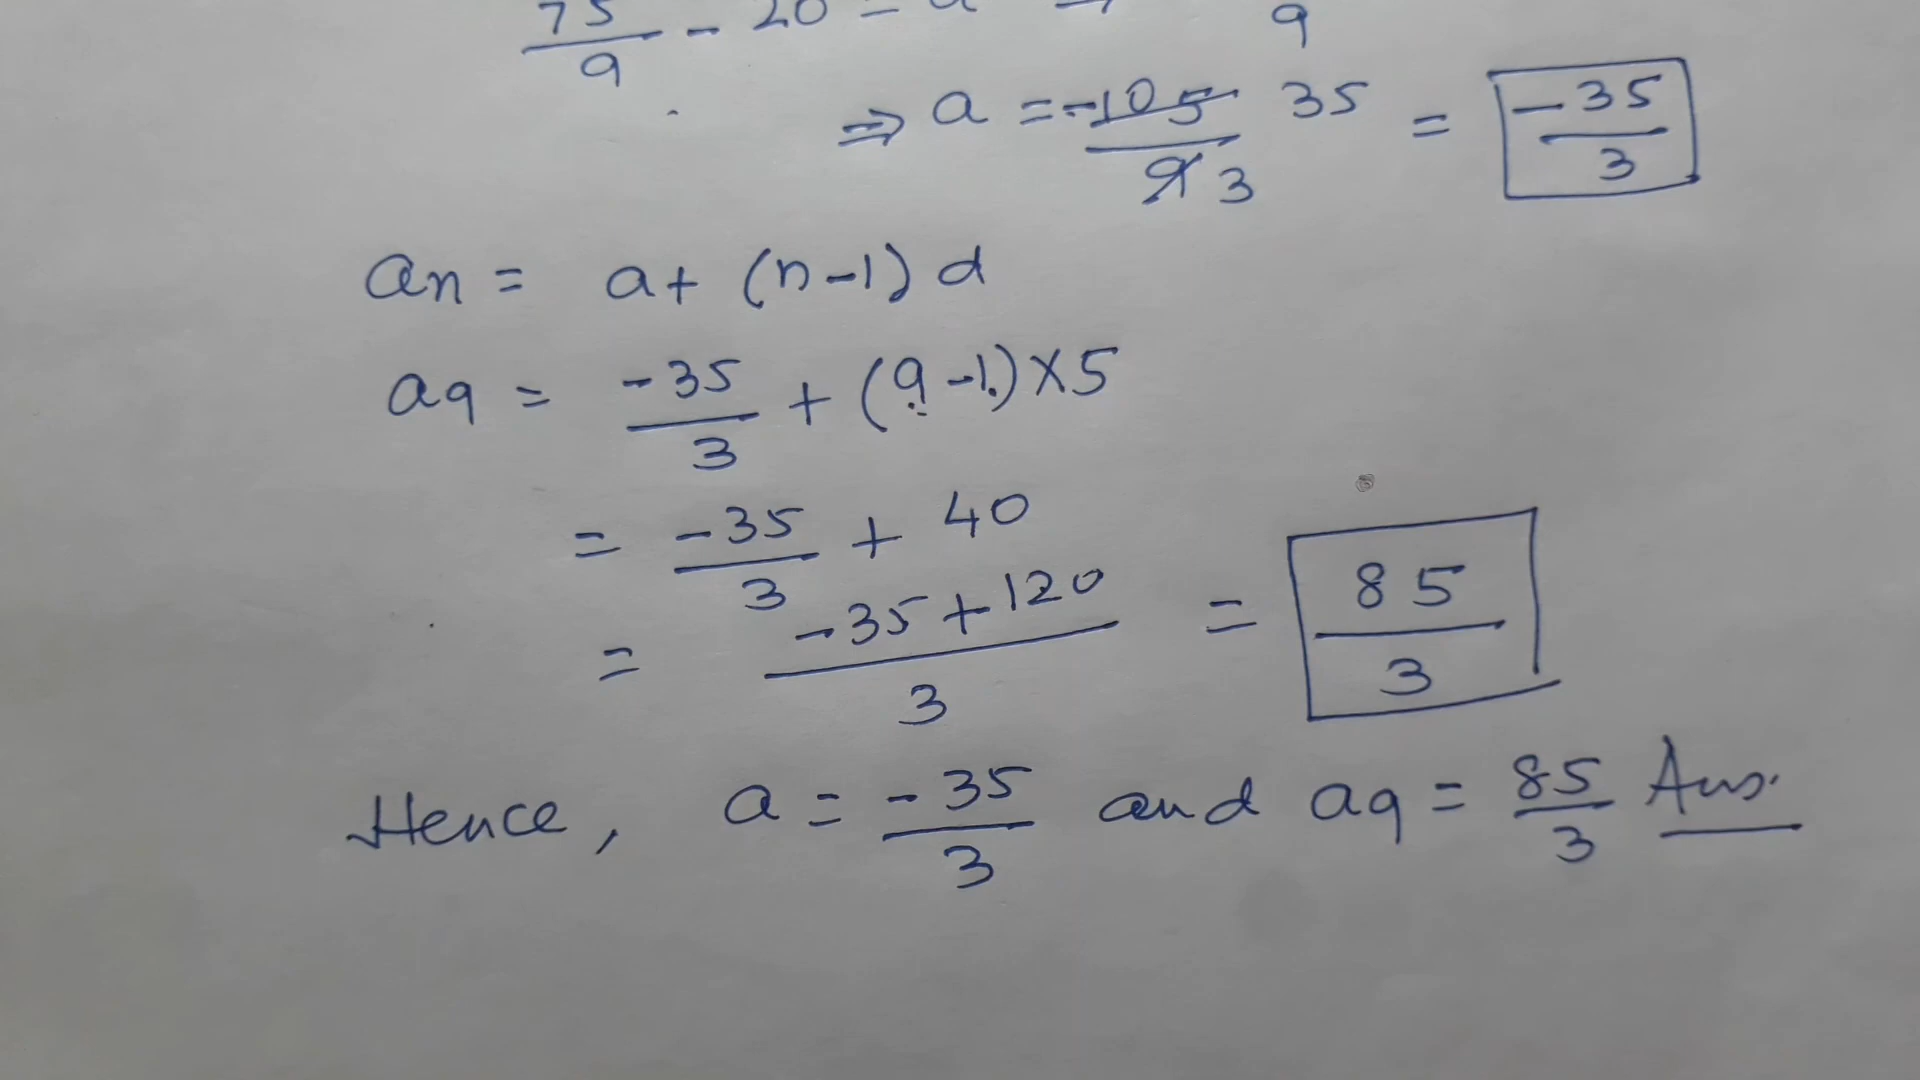 75/9 - 20 = a ⇒ 9
⇒ a = -105/9 3 35 = -35/3
an = a + (n-1) d
a9 = -35/3 + (9-1) × 5
= -35/3 + 40
= -35+120/3 = 85/3
Hence, a = -35/3 and a9 = 85/3 Ans.